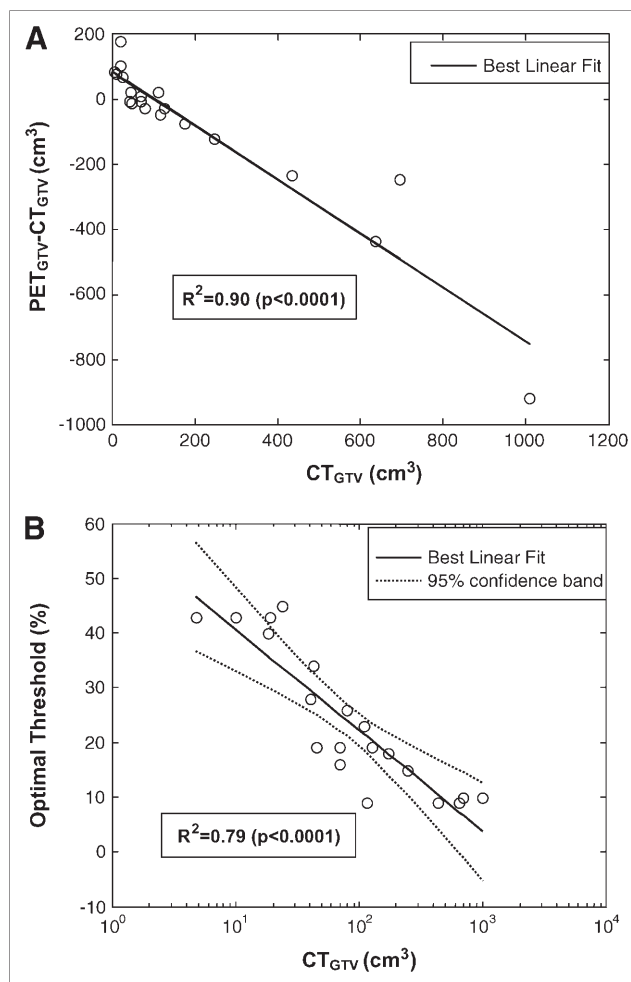 A
200
0
-200
-400
-600
-800
-1000
PET_GTV-CT_GTV (cm³)
Best Linear Fit
R²=0.90 (p<0.0001)
0 200 400 600 800 1000 1200
CT_GTV (cm³)
B
60
50
40
30
20
10
0
-10
Optimal Threshold (%)
Best Linear Fit
95% confidence band
R²=0.79 (p<0.0001)
10⁰ 10¹ 10² 10³ 10⁴
CT_GTV (cm³)